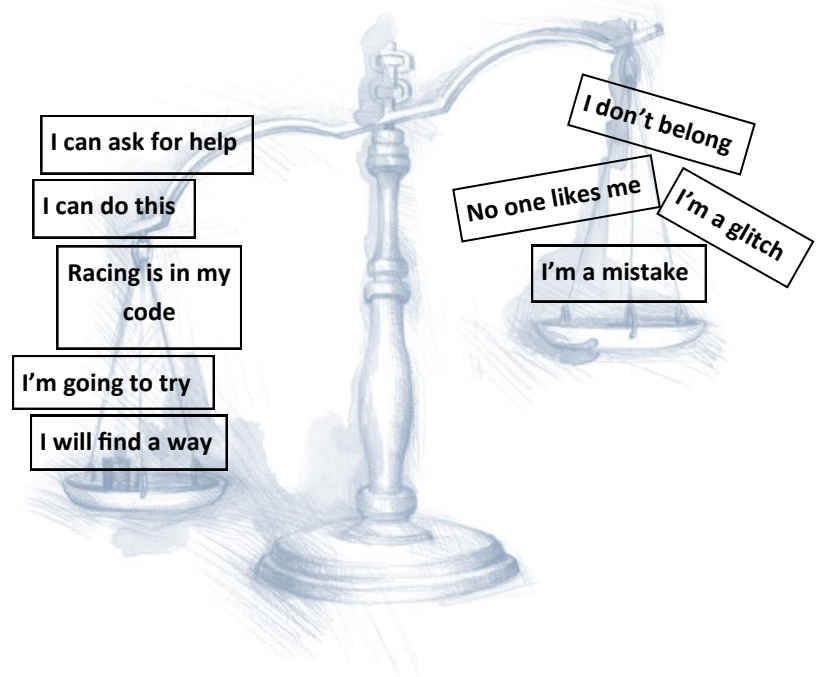 I can ask for help
I can do this
Racing is in my
code
I'm going to try
I will find a way
I don't belong
No one likes me
I'm a glitch
I'm a mistake